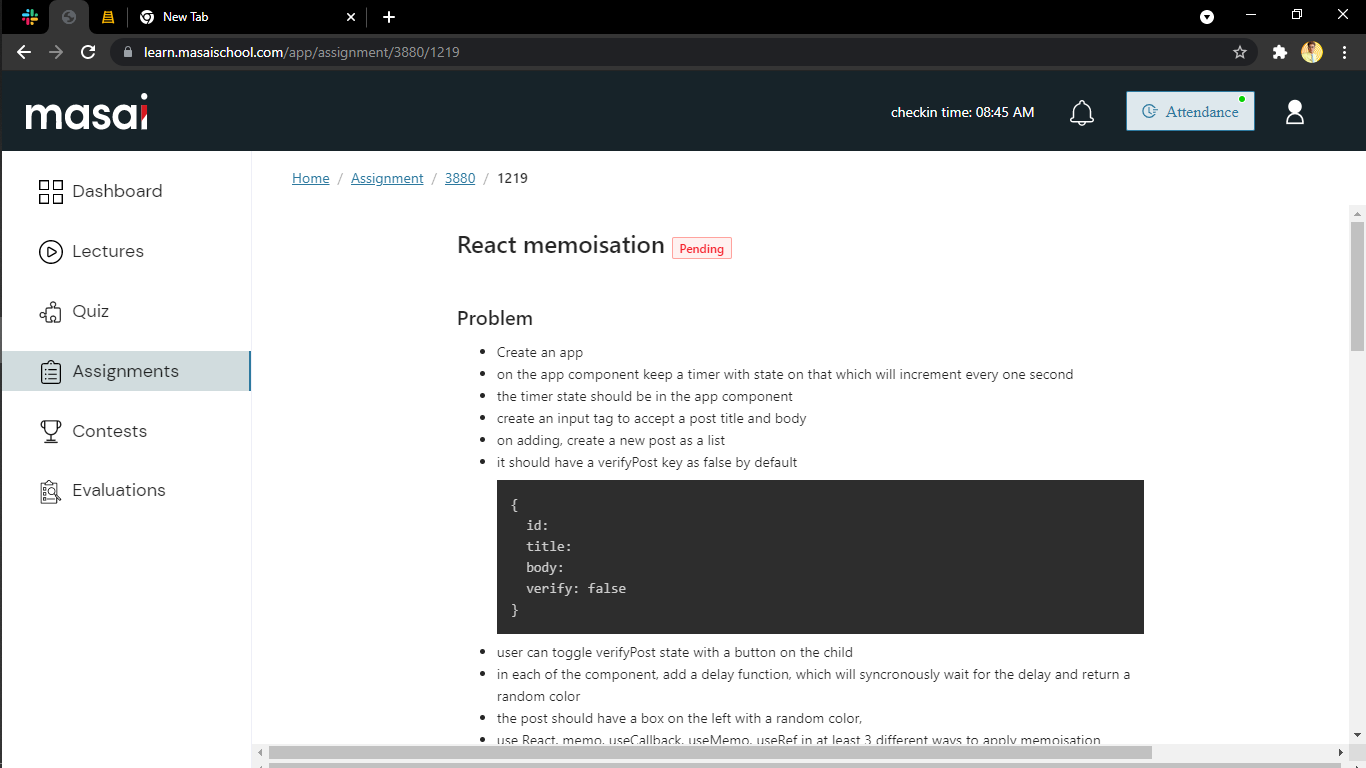 New Tab
learn.masaischool.com/app/assignment/3880/1219
masai
checkin time: 08:45 AM
Attendance
Dashboard
Lectures
Quiz
Assignments
Contests
Evaluations
Home / Assignment / 3880 / 1219
React memoisation Pending
Problem
• Create an app
• on the app component keep a timer with state on that which will increment every one second
• the timer state should be in the app component
• create an input tag to accept a post title and body
• on adding, create a new post as a list
• it should have a verifyPost key as false by default
{
id:
title:
body:
verify: false
}
• user can toggle verifyPost state with a button on the child
• in each of the component, add a delay function, which will syncronously wait for the delay and return a
random color
• the post should have a box on the left with a random color,
• use React. memo, useCallback, useMemo, useRef in at least 3 different ways to apply memoisation